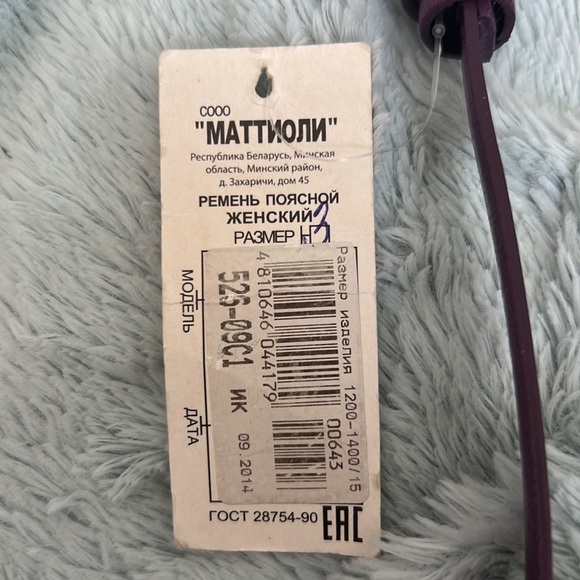 СООО
"МАТТИОЛИ"
Республика Беларусь, Минская
область, Минский район,
д. Захаричи, дом 45
РЕМЕНЬ ПОЯСНОЙ
ЖЕНСКИЙ 3
РАЗМЕР
МОДЕЛЬ
ДАТА
Размер изделия 1200-1400/15
00643
4 810646 044179
526-09С1 ИК 09.2014
ГОСТ 28754-90
ЕАС